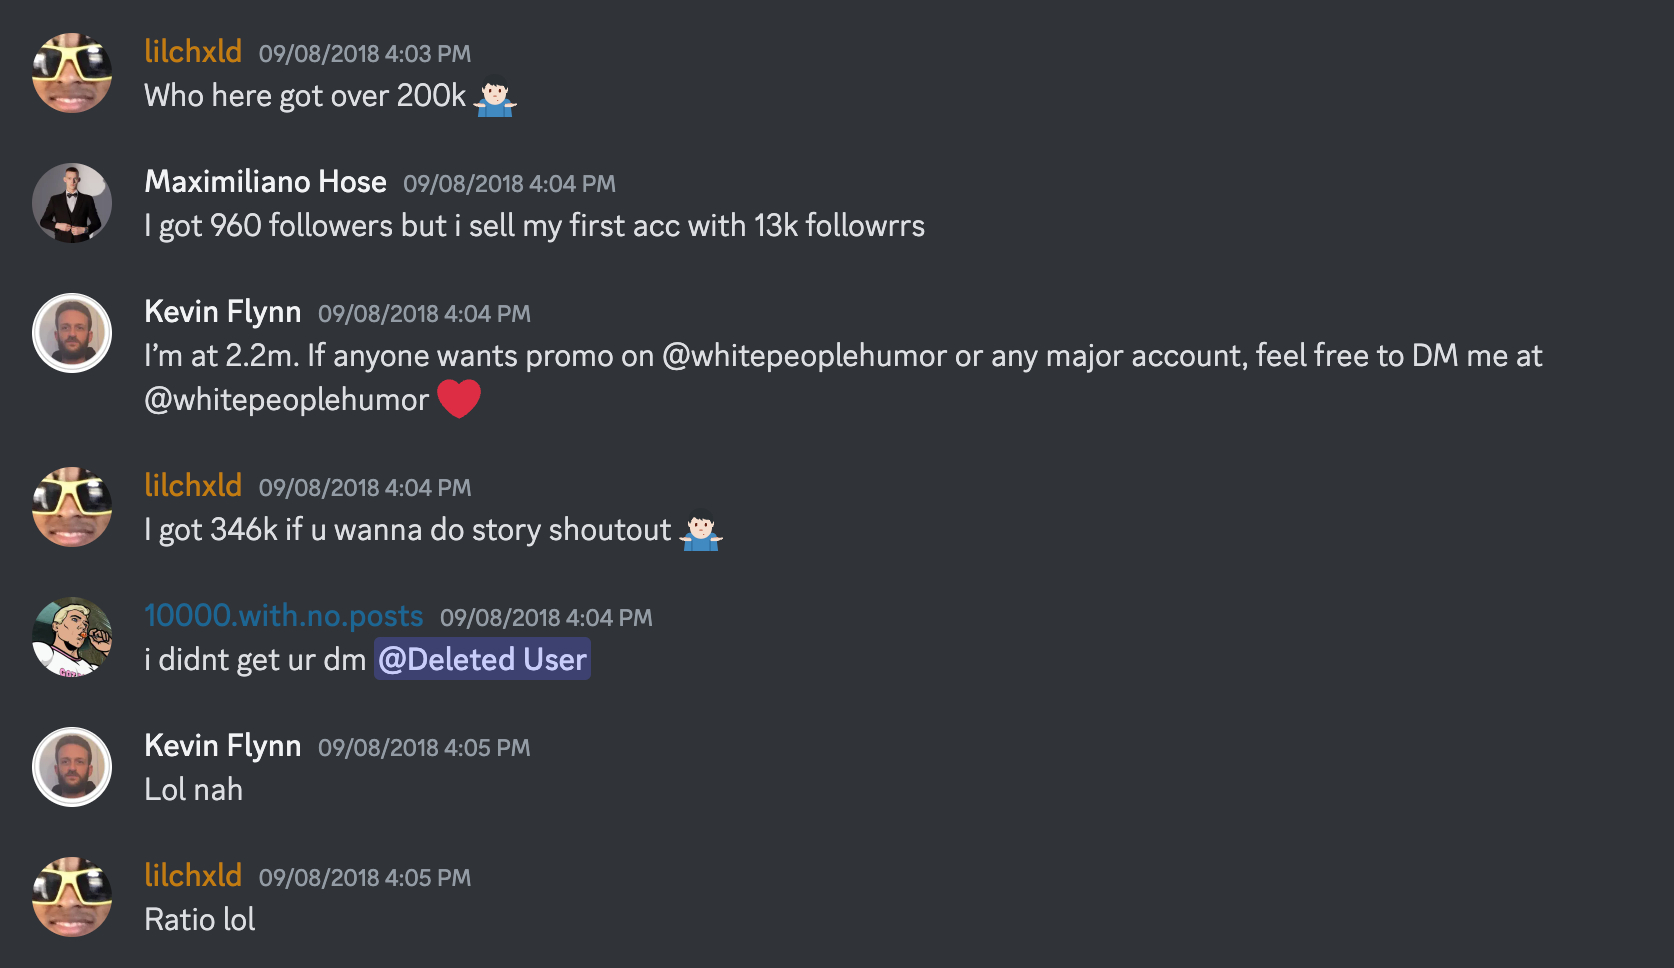 lilchxld 09/08/2018 4:03 PM
Who here got over 200k 🤷🏻‍♂️
Maximiliano Hose 09/08/2018 4:04 PM
I got 960 followers but i sell my first acc with 13k followrrs
Kevin Flynn 09/08/2018 4:04 PM
I’m at 2.2m. If anyone wants promo on @whitepeoplehumor or any major account, feel free to DM me at
@whitepeoplehumor ❤️
lilchxld 09/08/2018 4:04 PM
I got 346k if u wanna do story shoutout 🤷🏻‍♂️
10000.with.no.posts 09/08/2018 4:04 PM
i didnt get ur dm @Deleted User
Kevin Flynn 09/08/2018 4:05 PM
Lol nah
lilchxld 09/08/2018 4:05 PM
Ratio lol